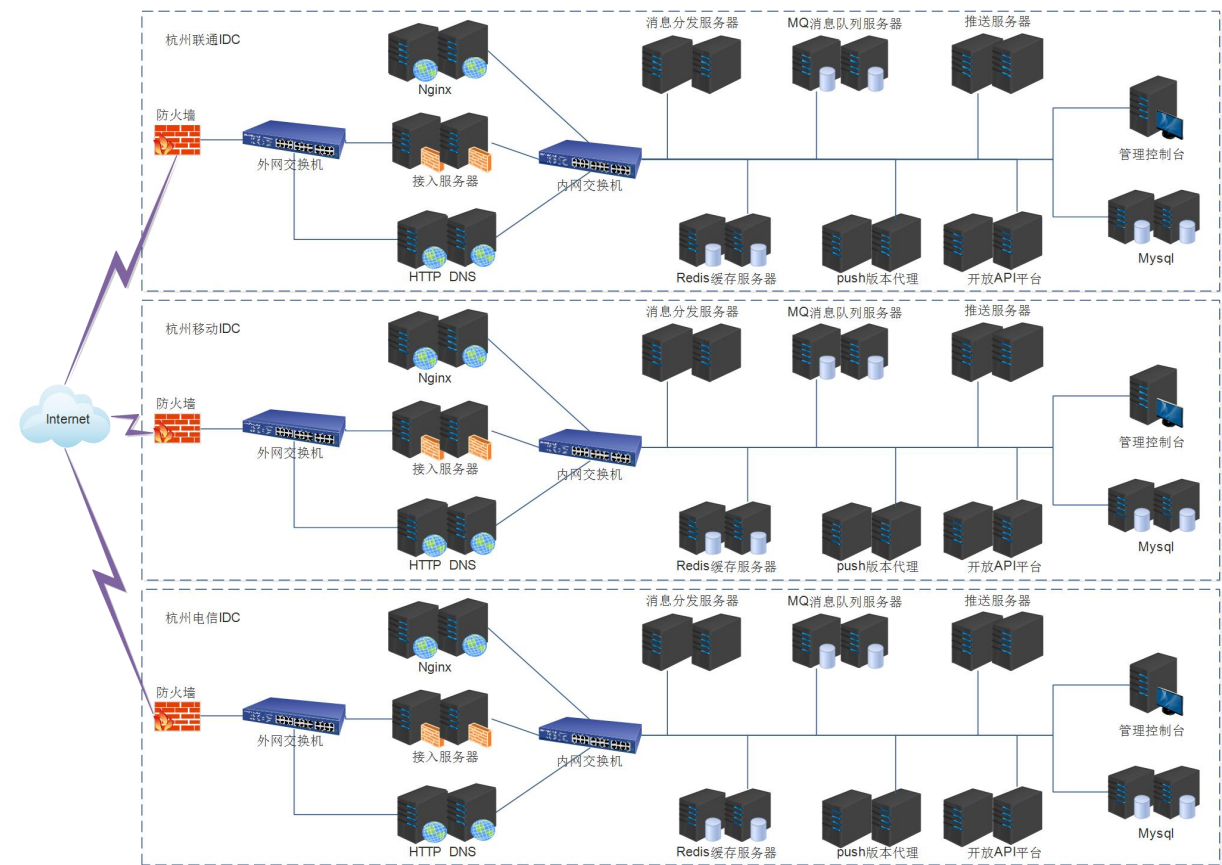 Internet
杭州联通IDC
防火墙
外网交换机
Nginx
接入服务器
HTTP DNS
内网交换机
消息分发服务器
MQ消息队列服务器
推送服务器
管理控制台
Redis缓存服务器
push版本代理
开放API平台
Mysql
杭州移动IDC
防火墙
外网交换机
Nginx
接入服务器
HTTP DNS
内网交换机
消息分发服务器
MQ消息队列服务器
推送服务器
管理控制台
Redis缓存服务器
push版本代理
开放API平台
Mysql
杭州电信IDC
防火墙
外网交换机
Nginx
接入服务器
HTTP DNS
内网交换机
消息分发服务器
MQ消息队列服务器
推送服务器
管理控制台
Redis缓存服务器
push版本代理
开放API平台
Mysql